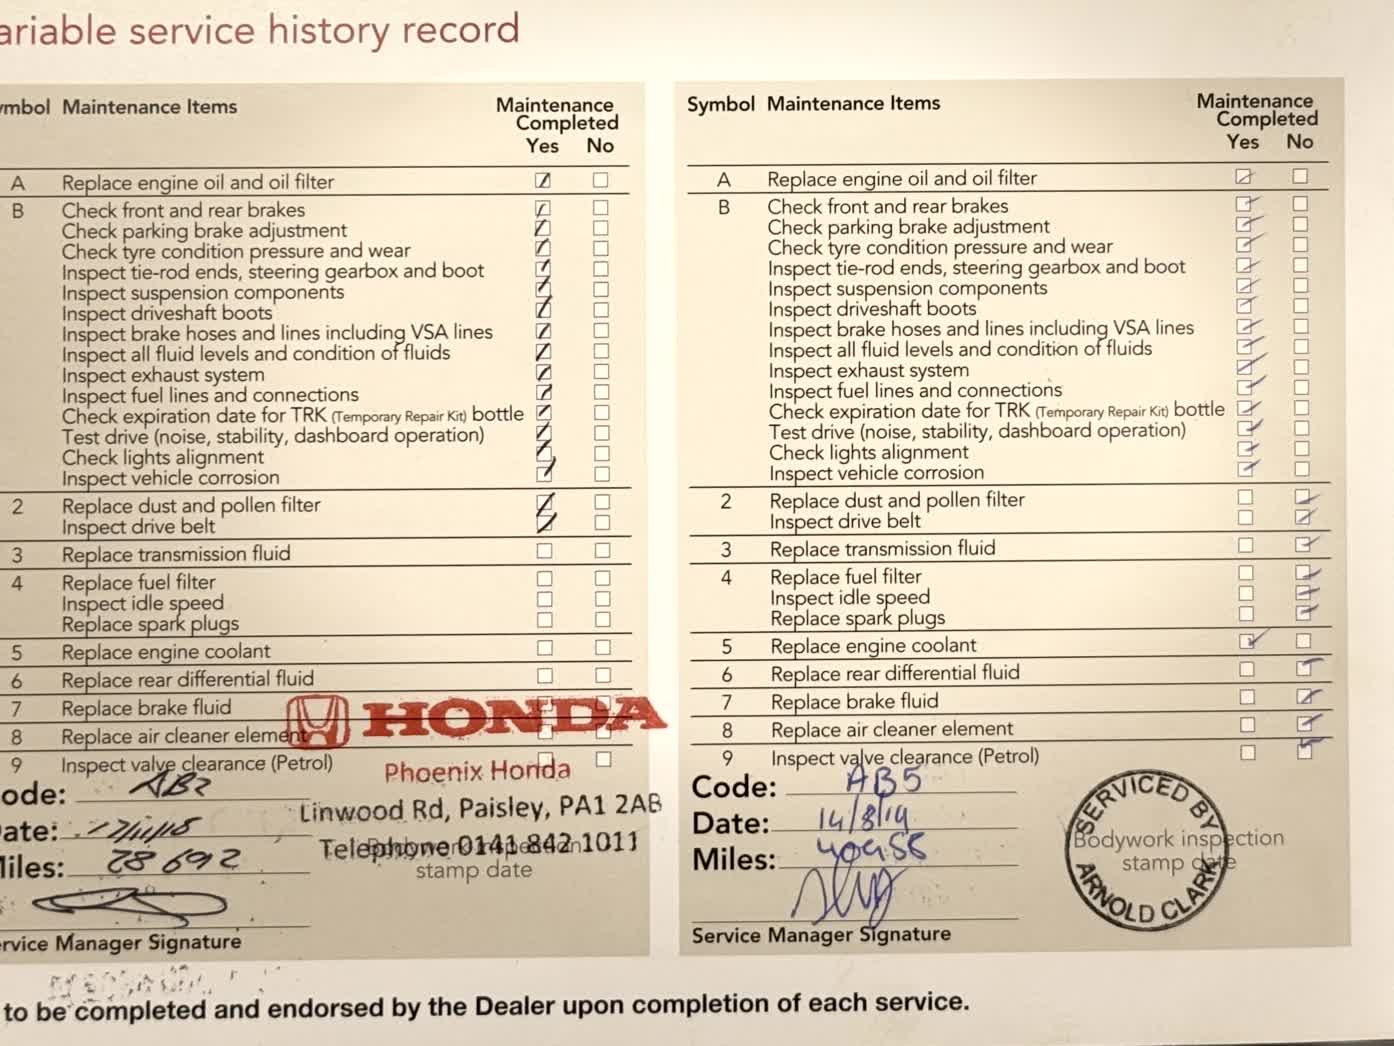 ariable service history record
ymbol Maintenance Items Maintenance Completed Yes No
A Replace engine oil and oil filter
B Check front and rear brakes
Check parking brake adjustment
Check tyre condition pressure and wear
Inspect tie-rod ends, steering gearbox and boot
Inspect suspension components
Inspect driveshaft boots
Inspect brake hoses and lines including VSA lines
Inspect all fluid levels and condition of fluids
Inspect exhaust system
Inspect fuel lines and connections
Check expiration date for TRK (Temporary Repair Kit) bottle
Test drive (noise, stability, dashboard operation)
Check lights alignment
Inspect vehicle corrosion
2 Replace dust and pollen filter
Inspect drive belt
3 Replace transmission fluid
4 Replace fuel filter
Inspect idle speed
Replace spark plugs
5 Replace engine coolant
6 Replace rear differential fluid
7 Replace brake fluid
8 Replace air cleaner element
9 Inspect valve clearance (Petrol)
HONDA
Phoenix Honda
Linwood Rd, Paisley, PA1 2AB
Telephone 0141 842 1011
stamp date
ode: AB2
ate: 17/11/18
iles: 28 692
ervice Manager Signature
Symbol Maintenance Items Maintenance Completed Yes No
A Replace engine oil and oil filter
B Check front and rear brakes
Check parking brake adjustment
Check tyre condition pressure and wear
Inspect tie-rod ends, steering gearbox and boot
Inspect suspension components
Inspect driveshaft boots
Inspect brake hoses and lines including VSA lines
Inspect all fluid levels and condition of fluids
Inspect exhaust system
Inspect fuel lines and connections
Check expiration date for TRK (Temporary Repair Kit) bottle
Test drive (noise, stability, dashboard operation)
Check lights alignment
Inspect vehicle corrosion
2 Replace dust and pollen filter
Inspect drive belt
3 Replace transmission fluid
4 Replace fuel filter
Inspect idle speed
Replace spark plugs
5 Replace engine coolant
6 Replace rear differential fluid
7 Replace brake fluid
8 Replace air cleaner element
9 Inspect valve clearance (Petrol)
Code: AB5
Date: 14/8/19
Miles: 40955
Service Manager Signature
SERVICED BY
ARNOLD CLARK
Bodywork inspection
stamp date
to be completed and endorsed by the Dealer upon completion of each service.